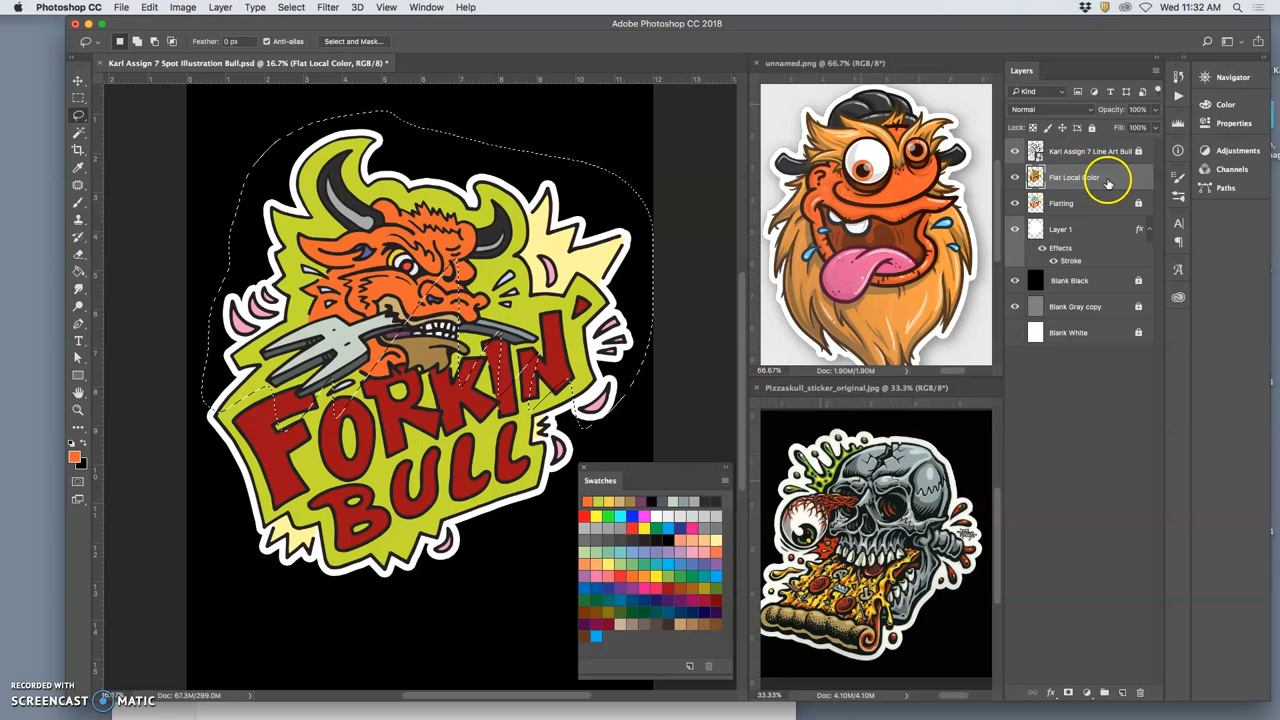 Photoshop CC File Edit Image Layer Type Select Filter 3D View Window Help Wed 11:32 AM
Adobe Photoshop CC 2018
Feather: 0 px Anti-alias Select and Mask...
Karl Assign 7 Spot Illustration Bull.psd @ 16.7% (Flat Local Color, RGB/8) *
unnamed.png @ 66.7% (RGB/8*)
Layers
Kind
Normal Opacity: 100%
Lock: Fill: 100%
Karl Assign 7 Line Art Bull
Flat Local Color
Flatting
Layer 1 fx
Effects
Stroke
Blank Black
Blank Gray copy
Blank White
Navigator
Color
Properties
Adjustments
Channels
Paths
FORKIN'
BULL
66.67% Doc: 1.90M/1.90M
Pizzaskull_sticker_original.jpg @ 33.3% (RGB/8*)
Swatches
33.33% Doc: 4.10M/4.10M
Doc: 67.3M/299.0M
RECORDED WITH
SCREENCAST MATIC